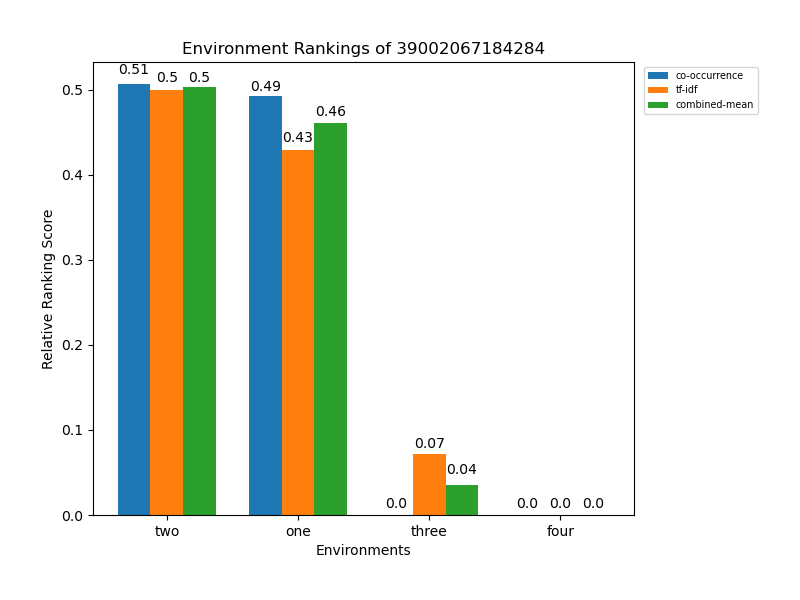 Environment Rankings of 39002067184284
co-occurrence
tf-idf
combined-mean
Relative Ranking Score
0.5
0.4
0.3
0.2
0.1
0.0
0.51
0.5
0.5
0.49
0.43
0.46
0.0
0.07
0.04
0.0
0.0
0.0
two
one
three
four
Environments